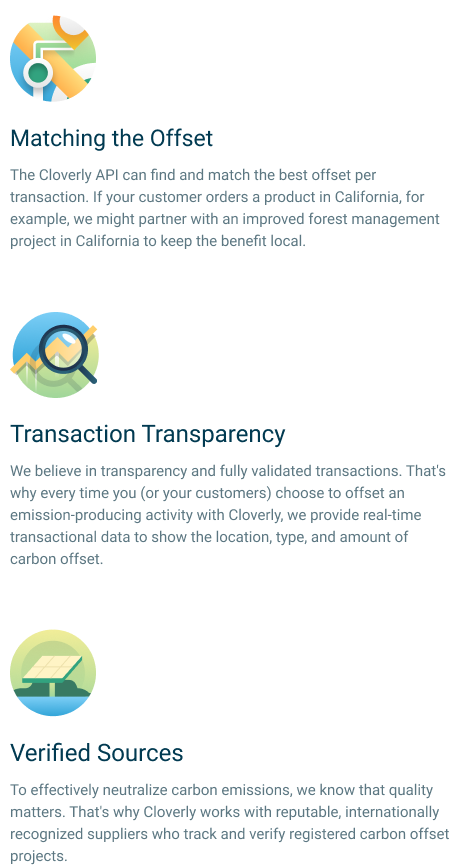 Matching the Offset
The Cloverly API can find and match the best offset per
transaction. If your customer orders a product in California, for
example, we might partner with an improved forest management
project in California to keep the benefit local.
Transaction Transparency
We believe in transparency and fully validated transactions. That's
why every time you (or your customers) choose to offset an
emission-producing activity with Cloverly, we provide real-time
transactional data to show the location, type, and amount of
carbon offset.
Verified Sources
To effectively neutralize carbon emissions, we know that quality
matters. That's why Cloverly works with reputable, internationally
recognized suppliers who track and verify registered carbon offset
projects.